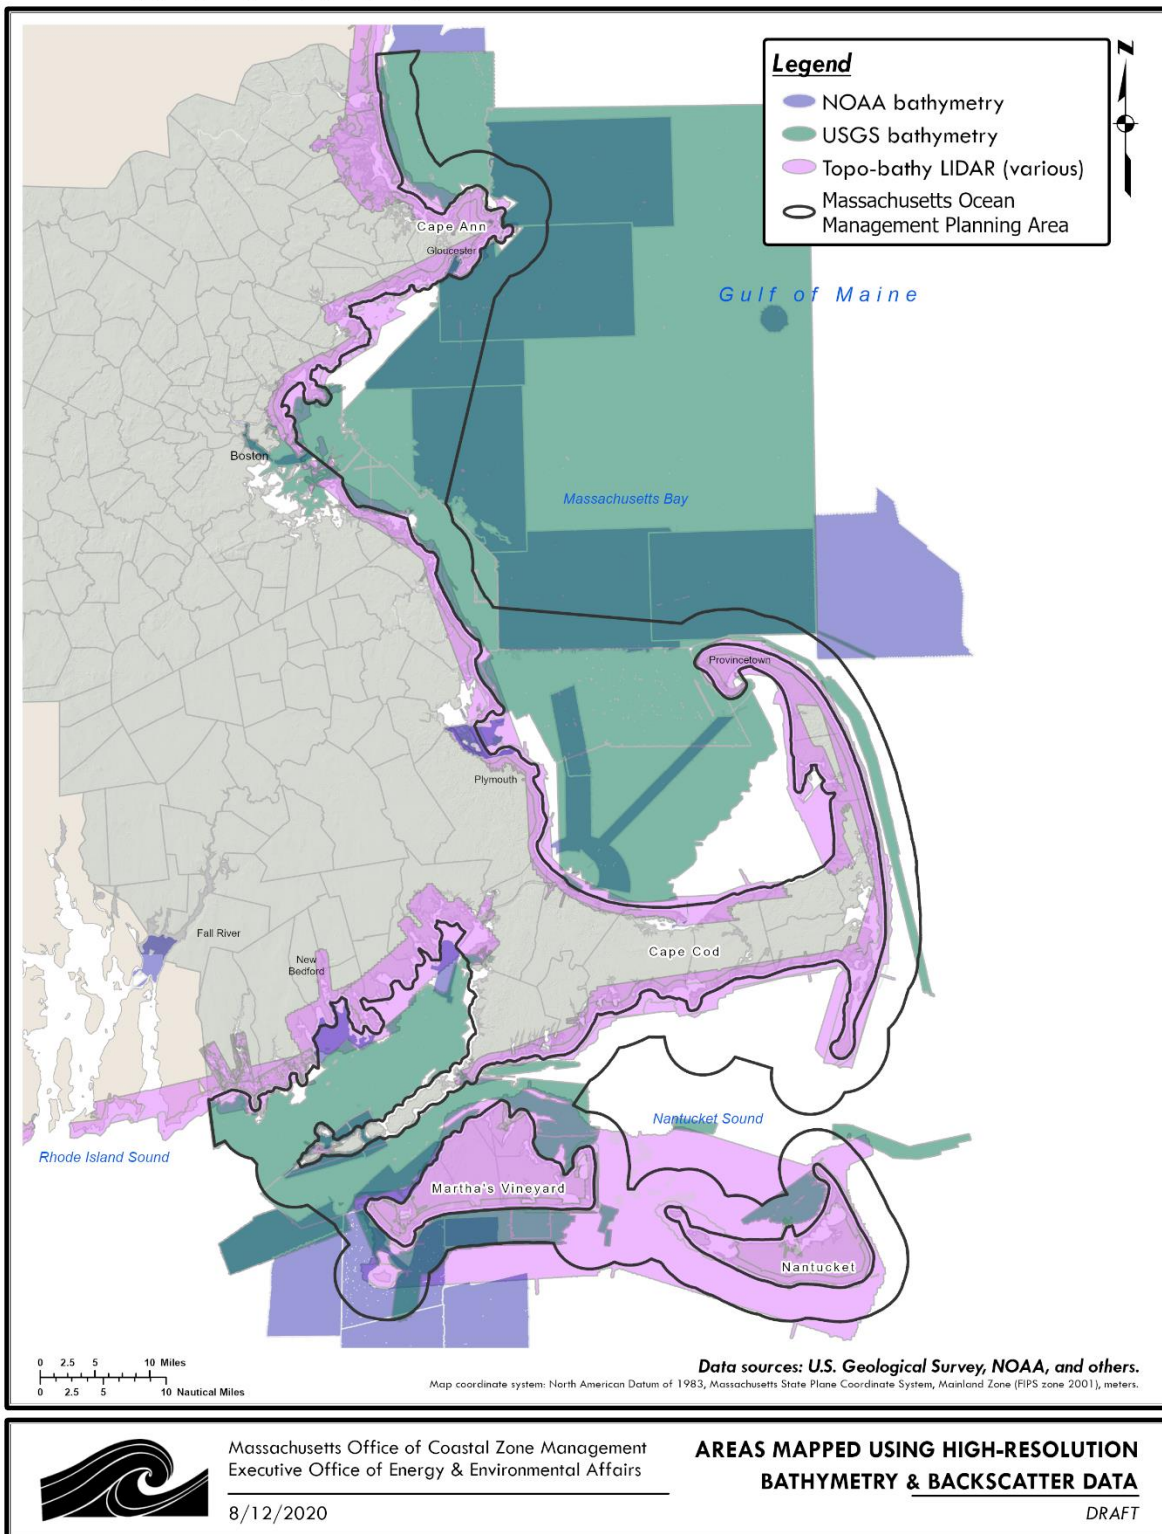 Legend
NOAA bathymetry
USGS bathymetry
Topo-bathy LIDAR (various)
Massachusetts Ocean
Management Planning Area
N
Cape Ann
Gloucester
Gulf of Maine
Boston
Massachusetts Bay
Provincetown
Plymouth
Fall River
New
Bedford
Cape Cod
Nantucket Sound
Rhode Island Sound
Martha's Vineyard
Nantucket
0 2.5 5 10 Miles
0 2.5 5 10 Nautical Miles
Data sources: U.S. Geological Survey, NOAA, and others.
Map coordinate system: North American Datum of 1983, Massachusetts State Plane Coordinate System, Mainland Zone (FIPS zone 2001), meters.
Massachusetts Office of Coastal Zone Management
Executive Office of Energy & Environmental Affairs
8/12/2020
AREAS MAPPED USING HIGH-RESOLUTION
BATHYMETRY & BACKSCATTER DATA
DRAFT